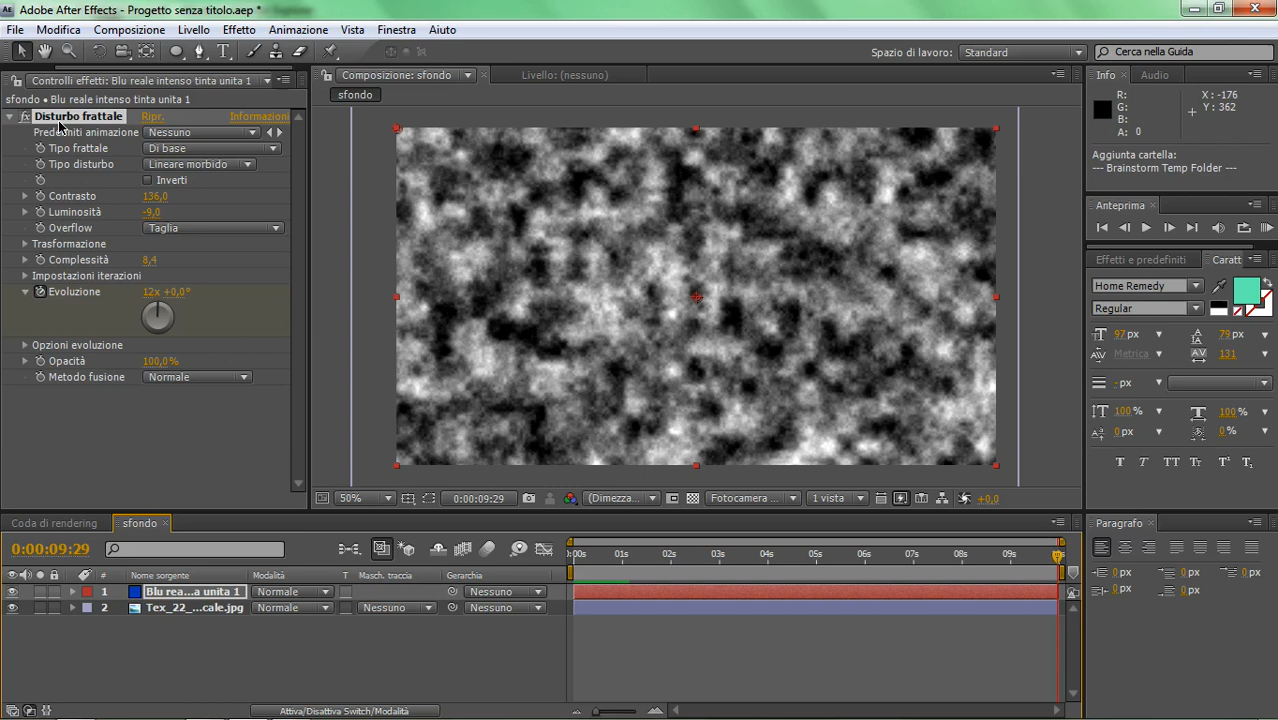 Adobe After Effects - Progetto senza titolo.aep *
File Modifica Composizione Livello Effetto Animazione Vista Finestra Aiuto
Spazio di lavoro: Standard Cerca nella Guida
Controlli effetti: Blu reale intenso tinta unita 1
sfondo • Blu reale intenso tinta unita 1
fx Disturbo frattale Ripr. Informazioni
Predefiniti animazione Nessuno
Tipo frattale Di base
Tipo disturbo Lineare morbido
Inverti
Contrasto 136,0
Luminosità -9,0
Overflow Taglia
Trasformazione
Complessità 8,4
Impostazioni iterazioni
Evoluzione 12x +0,0°
Opzioni evoluzione
Opacità 100,0%
Metodo fusione Normale
Composizione: sfondo Livello: (nessuno)
sfondo
50% 0:00:09:29 (Dimezza... Fotocamera ... 1 vista +0,0
Info Audio
R: X : -176
G: Y : 362
B:
A: 0
Aggiunta cartella:
--- Brainstorm Temp Folder ---
Anteprima
Effetti e predefiniti Caratt
Home Remedy
Regular
97 px 79 px
Metrica 131
- px
100 % 100 %
0 px 0 %
T T TT Tt T¹ T₁
Coda di rendering sfondo
0:00:09:29
# Nome sorgente Modalità T Masch. traccia Gerarchia
1 Blu rea...a unita 1 Normale Nessuno
2 Tex_22_...cale.jpg Normale Nessuno Nessuno
01s 02s 03s 04s 05s 06s 07s 08s 09s
Attiva/Disattiva Switch/Modalità
Paragrafo
0 px 0 px 0 px
0 px 0 px